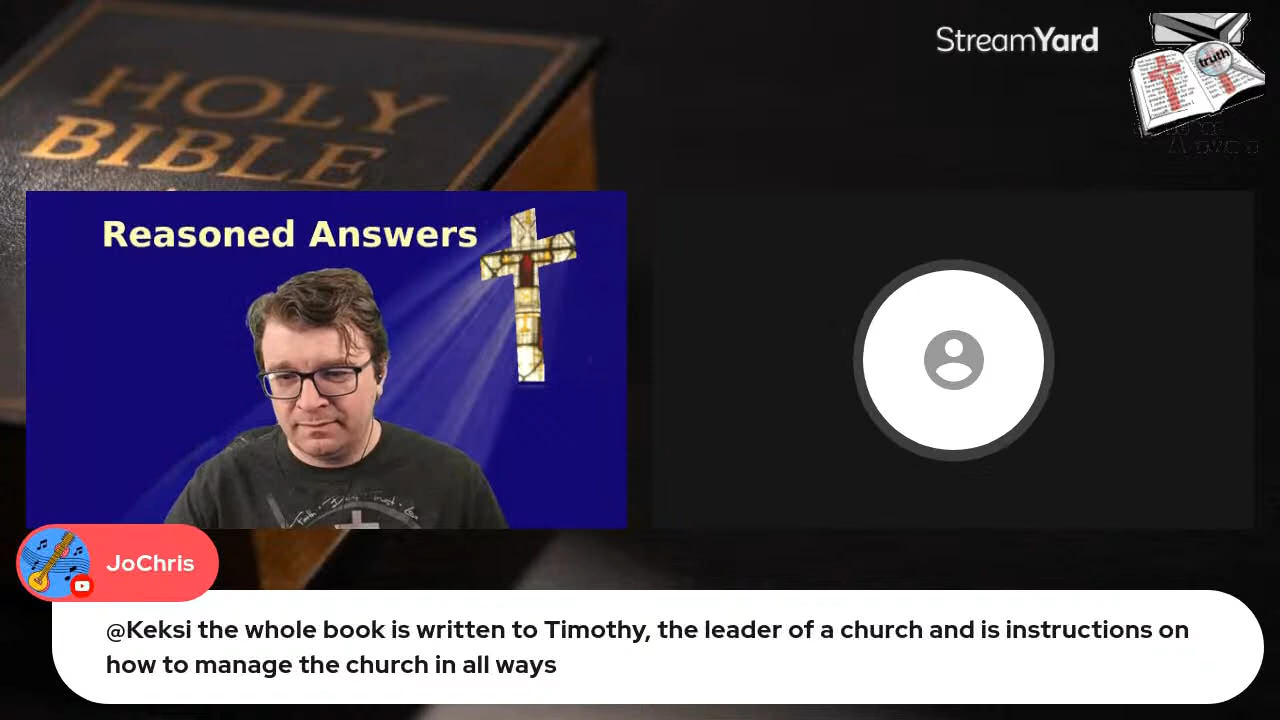 StreamYard
truth
HOLY
BIBLE
Reasoned Answers
JoChris
@Keksi the whole book is written to Timothy, the leader of a church and is instructions on
how to manage the church in all ways